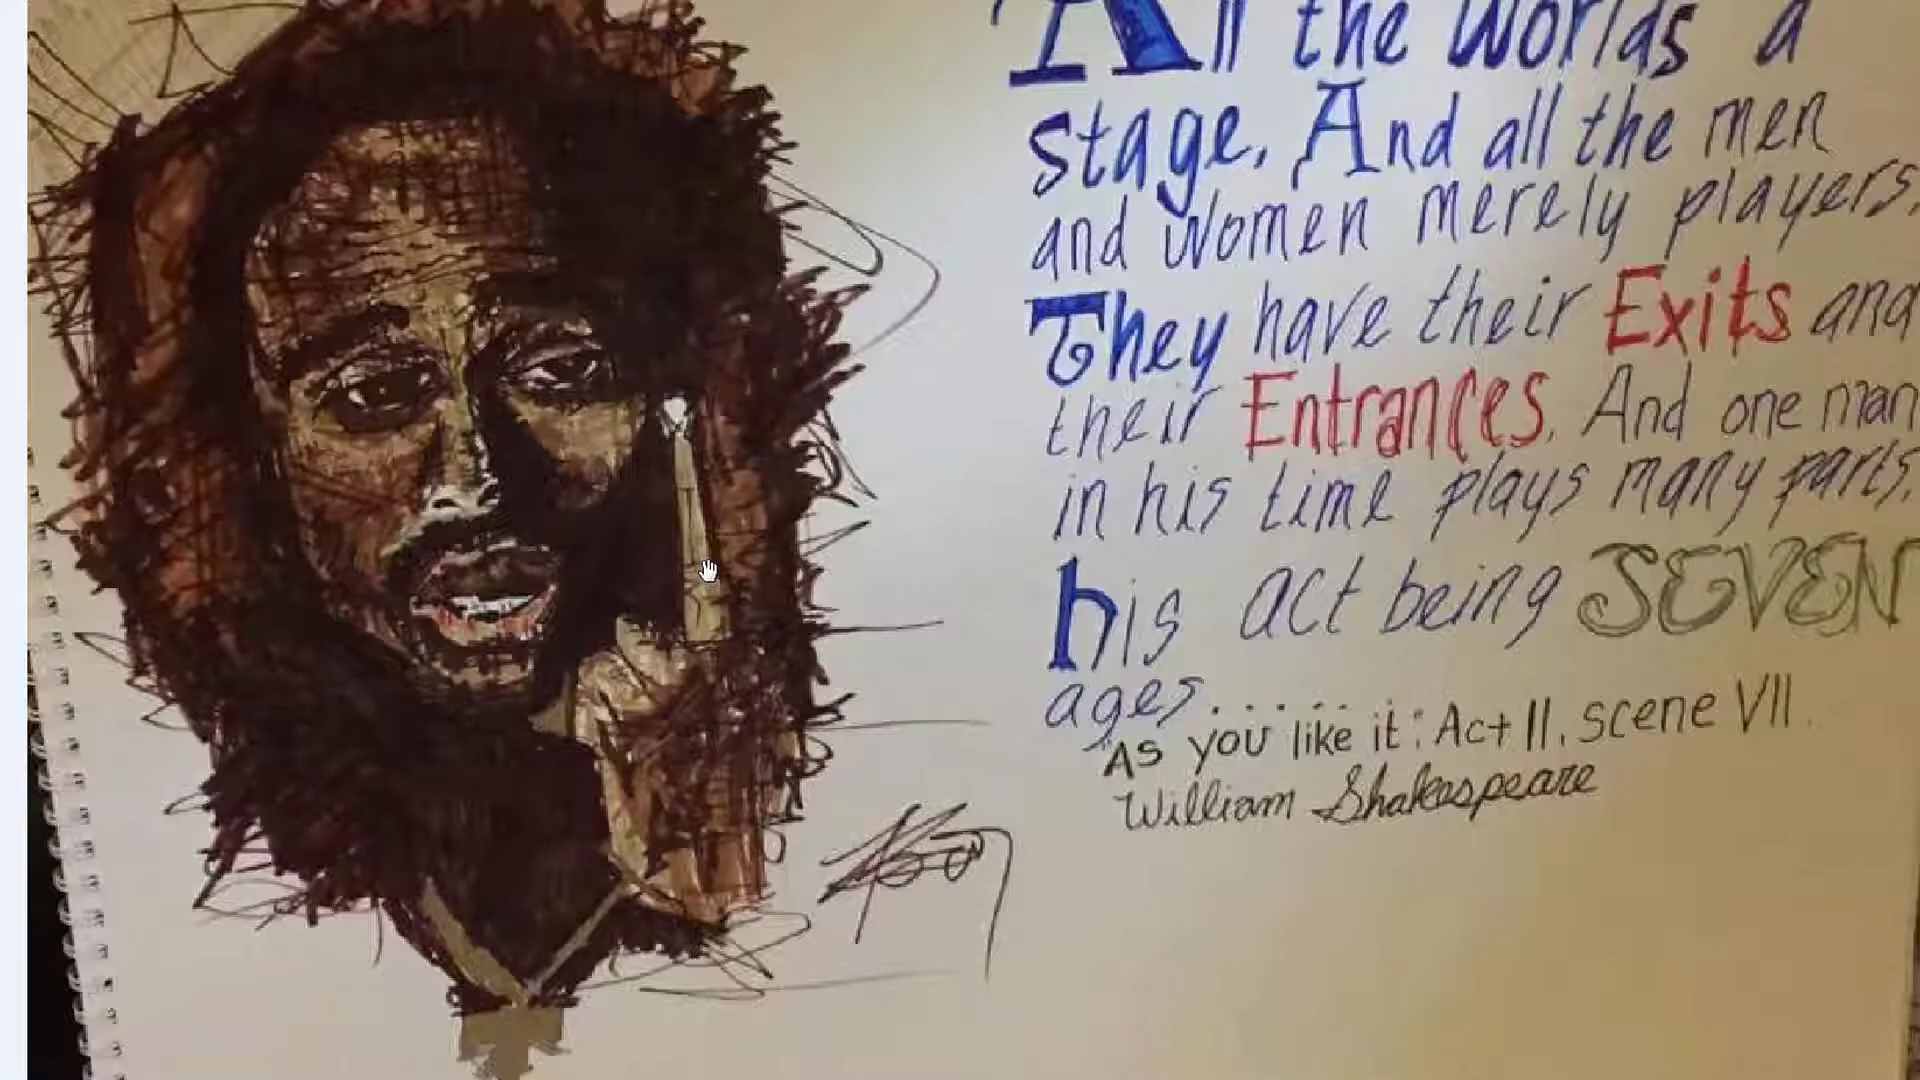 All the Worlds a
stage. And all the men
and women merely players.
They have their Exits and
their Entrances. And one man
in his time plays many parts.
his act being SEVEN
ages......
"As you like it: Act II, scene VII.
William Shakespeare